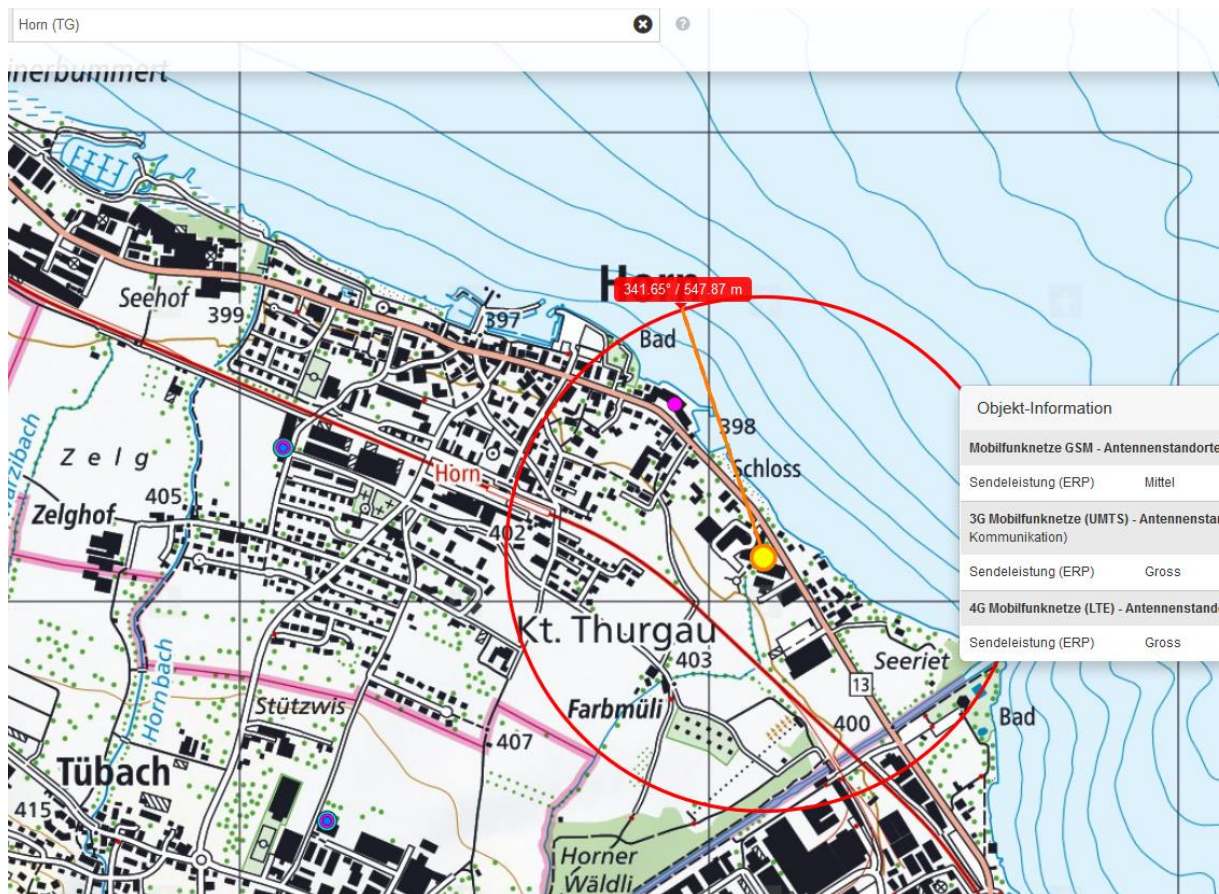 Horn (TG)
Horn
341.65° / 547.87 m
Seehof
399
397
Bad
Objekt-Information
Mobilfunknetze GSM - Antennenstandorte
Sendeleistung (ERP) Mittel
3G Mobilfunknetze (UMTS) - Antennenstan
Kommunikation)
Sendeleistung (ERP) Gross
4G Mobilfunknetze (LTE) - Antennenstand
Sendeleistung (ERP) Gross
398
Schloss
Zelg
Horn
405
Zelghof
402
Kt. Thurgau
403
Seeriet
13
Hornbach
Stützwis
Farbmüli
400
Bad
407
Tübach
415
Horner
Wäldli